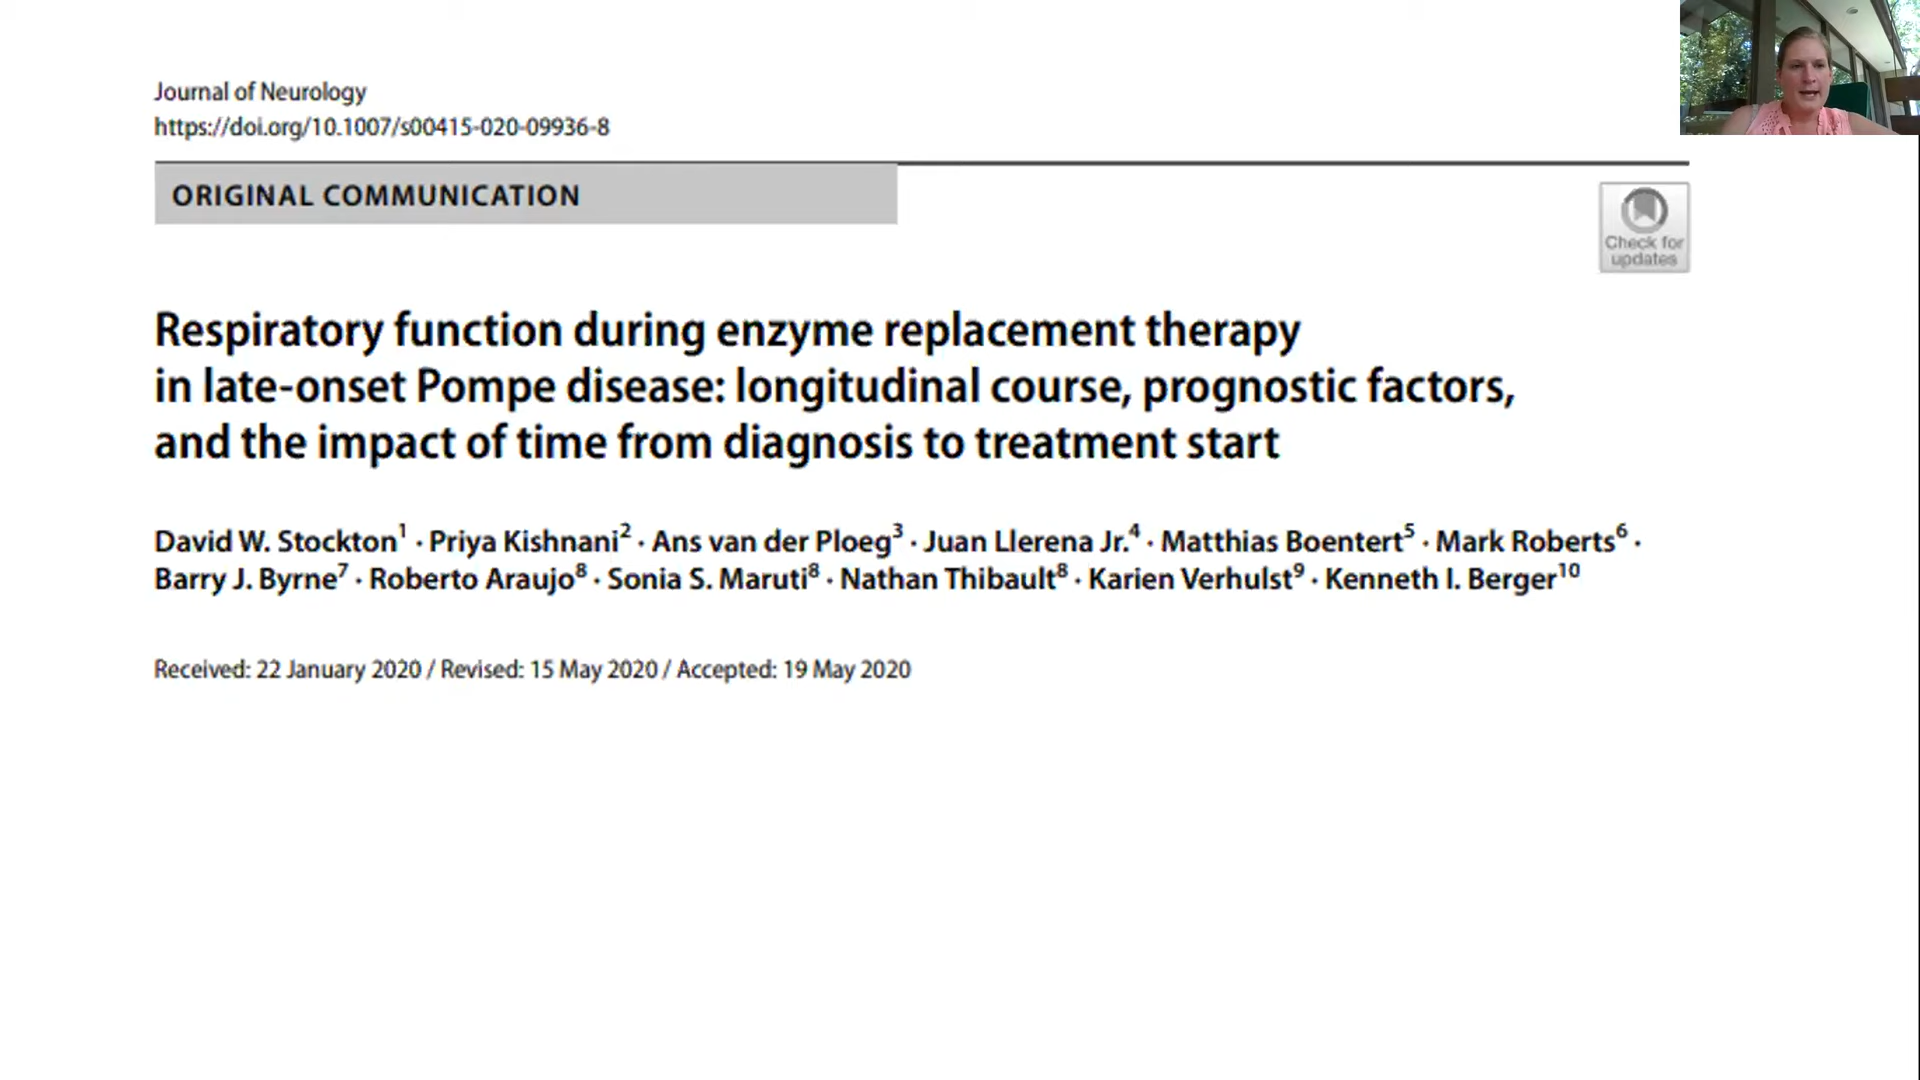 Journal of Neurology
https://doi.org/10.1007/s00415-020-09936-8
ORIGINAL COMMUNICATION
Check for
updates
Respiratory function during enzyme replacement therapy
in late-onset Pompe disease: longitudinal course, prognostic factors,
and the impact of time from diagnosis to treatment start
David W. Stockton¹ · Priya Kishnani² · Ans van der Ploeg³ · Juan Llerena Jr.⁴ · Matthias Boentert⁵ · Mark Roberts⁶ ·
Barry J. Byrne⁷ · Roberto Araujo⁸ · Sonia S. Maruti⁸ · Nathan Thibault⁸ · Karien Verhulst⁹ · Kenneth I. Berger¹⁰
Received: 22 January 2020 / Revised: 15 May 2020 / Accepted: 19 May 2020